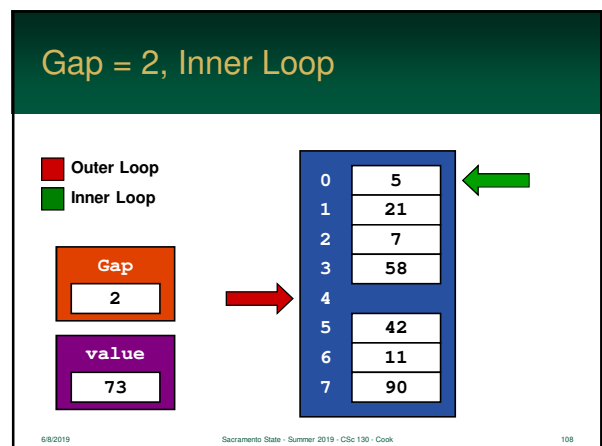 Gap = 2, Inner Loop
Outer Loop
Inner Loop
Gap
2
value
73
0 5
1 21
2 7
3 58
4
5 42
6 11
7 90
6/8/2019 Sacramento State - Summer 2019 - CSc 130 - Cook 108